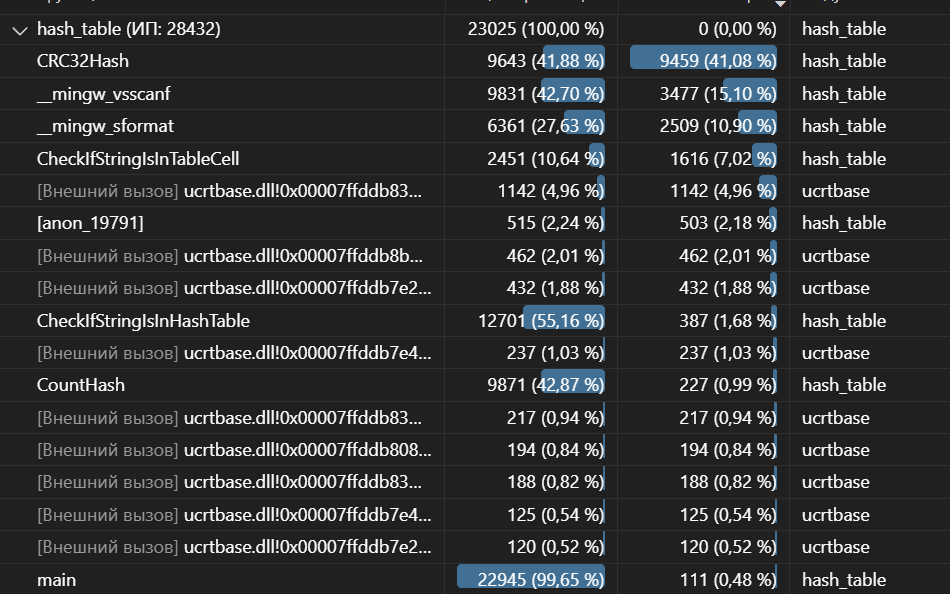 hash_table (ИП: 28432) 23025 (100,00 %) 0 (0,00 %) hash_table
CRC32Hash 9643 (41,88 %) 9459 (41,08 %) hash_table
__mingw_vsscanf 9831 (42,70 %) 3477 (15,10 %) hash_table
__mingw_sformat 6361 (27,63 %) 2509 (10,90 %) hash_table
CheckIfStringIsInTableCell 2451 (10,64 %) 1616 (7,02 %) hash_table
[Внешний вызов] ucrtbase.dll!0x00007ffddb83... 1142 (4,96 %) 1142 (4,96 %) ucrtbase
[anon_19791] 515 (2,24 %) 503 (2,18 %) hash_table
[Внешний вызов] ucrtbase.dll!0x00007ffddb8b... 462 (2,01 %) 462 (2,01 %) ucrtbase
[Внешний вызов] ucrtbase.dll!0x00007ffddb7e2... 432 (1,88 %) 432 (1,88 %) ucrtbase
CheckIfStringIsInHashTable 12701 (55,16 %) 387 (1,68 %) hash_table
[Внешний вызов] ucrtbase.dll!0x00007ffddb7e4... 237 (1,03 %) 237 (1,03 %) ucrtbase
CountHash 9871 (42,87 %) 227 (0,99 %) hash_table
[Внешний вызов] ucrtbase.dll!0x00007ffddb83... 217 (0,94 %) 217 (0,94 %) ucrtbase
[Внешний вызов] ucrtbase.dll!0x00007ffddb808... 194 (0,84 %) 194 (0,84 %) ucrtbase
[Внешний вызов] ucrtbase.dll!0x00007ffddb83... 188 (0,82 %) 188 (0,82 %) ucrtbase
[Внешний вызов] ucrtbase.dll!0x00007ffddb7e4... 125 (0,54 %) 125 (0,54 %) ucrtbase
[Внешний вызов] ucrtbase.dll!0x00007ffddb7e2... 120 (0,52 %) 120 (0,52 %) ucrtbase
main 22945 (99,65 %) 111 (0,48 %) hash_table